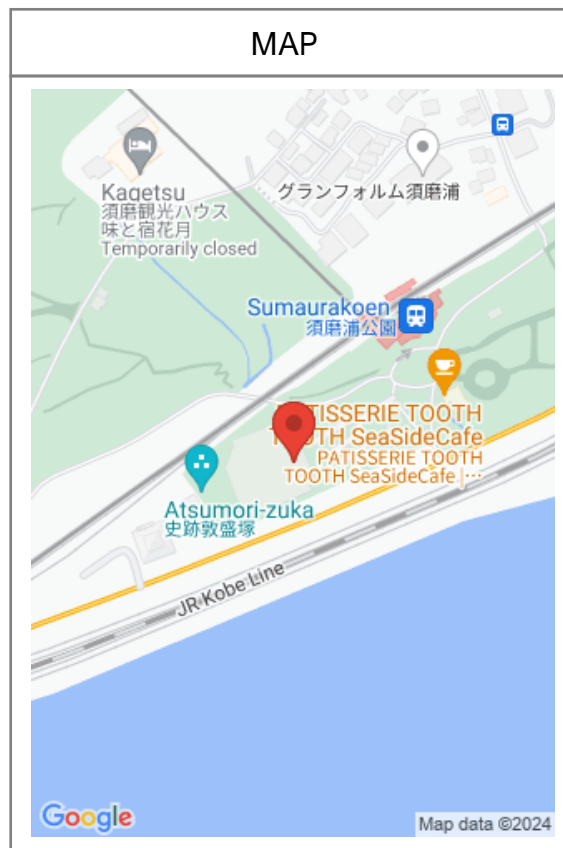 MAP
Kagetsu
須磨観光ハウス
味と宿花月
Temporarily closed
グランフォルム須磨浦
Sumaurakoen
須磨浦公園
TISSERIE TOOTH
TOOTH SeaSideCafe
PATISSERIE TOOTH
TOOTH SeaSideCafe |…
Atsumori-zuka
史跡敦盛塚
JR Kobe Line
Google
Map data ©2024